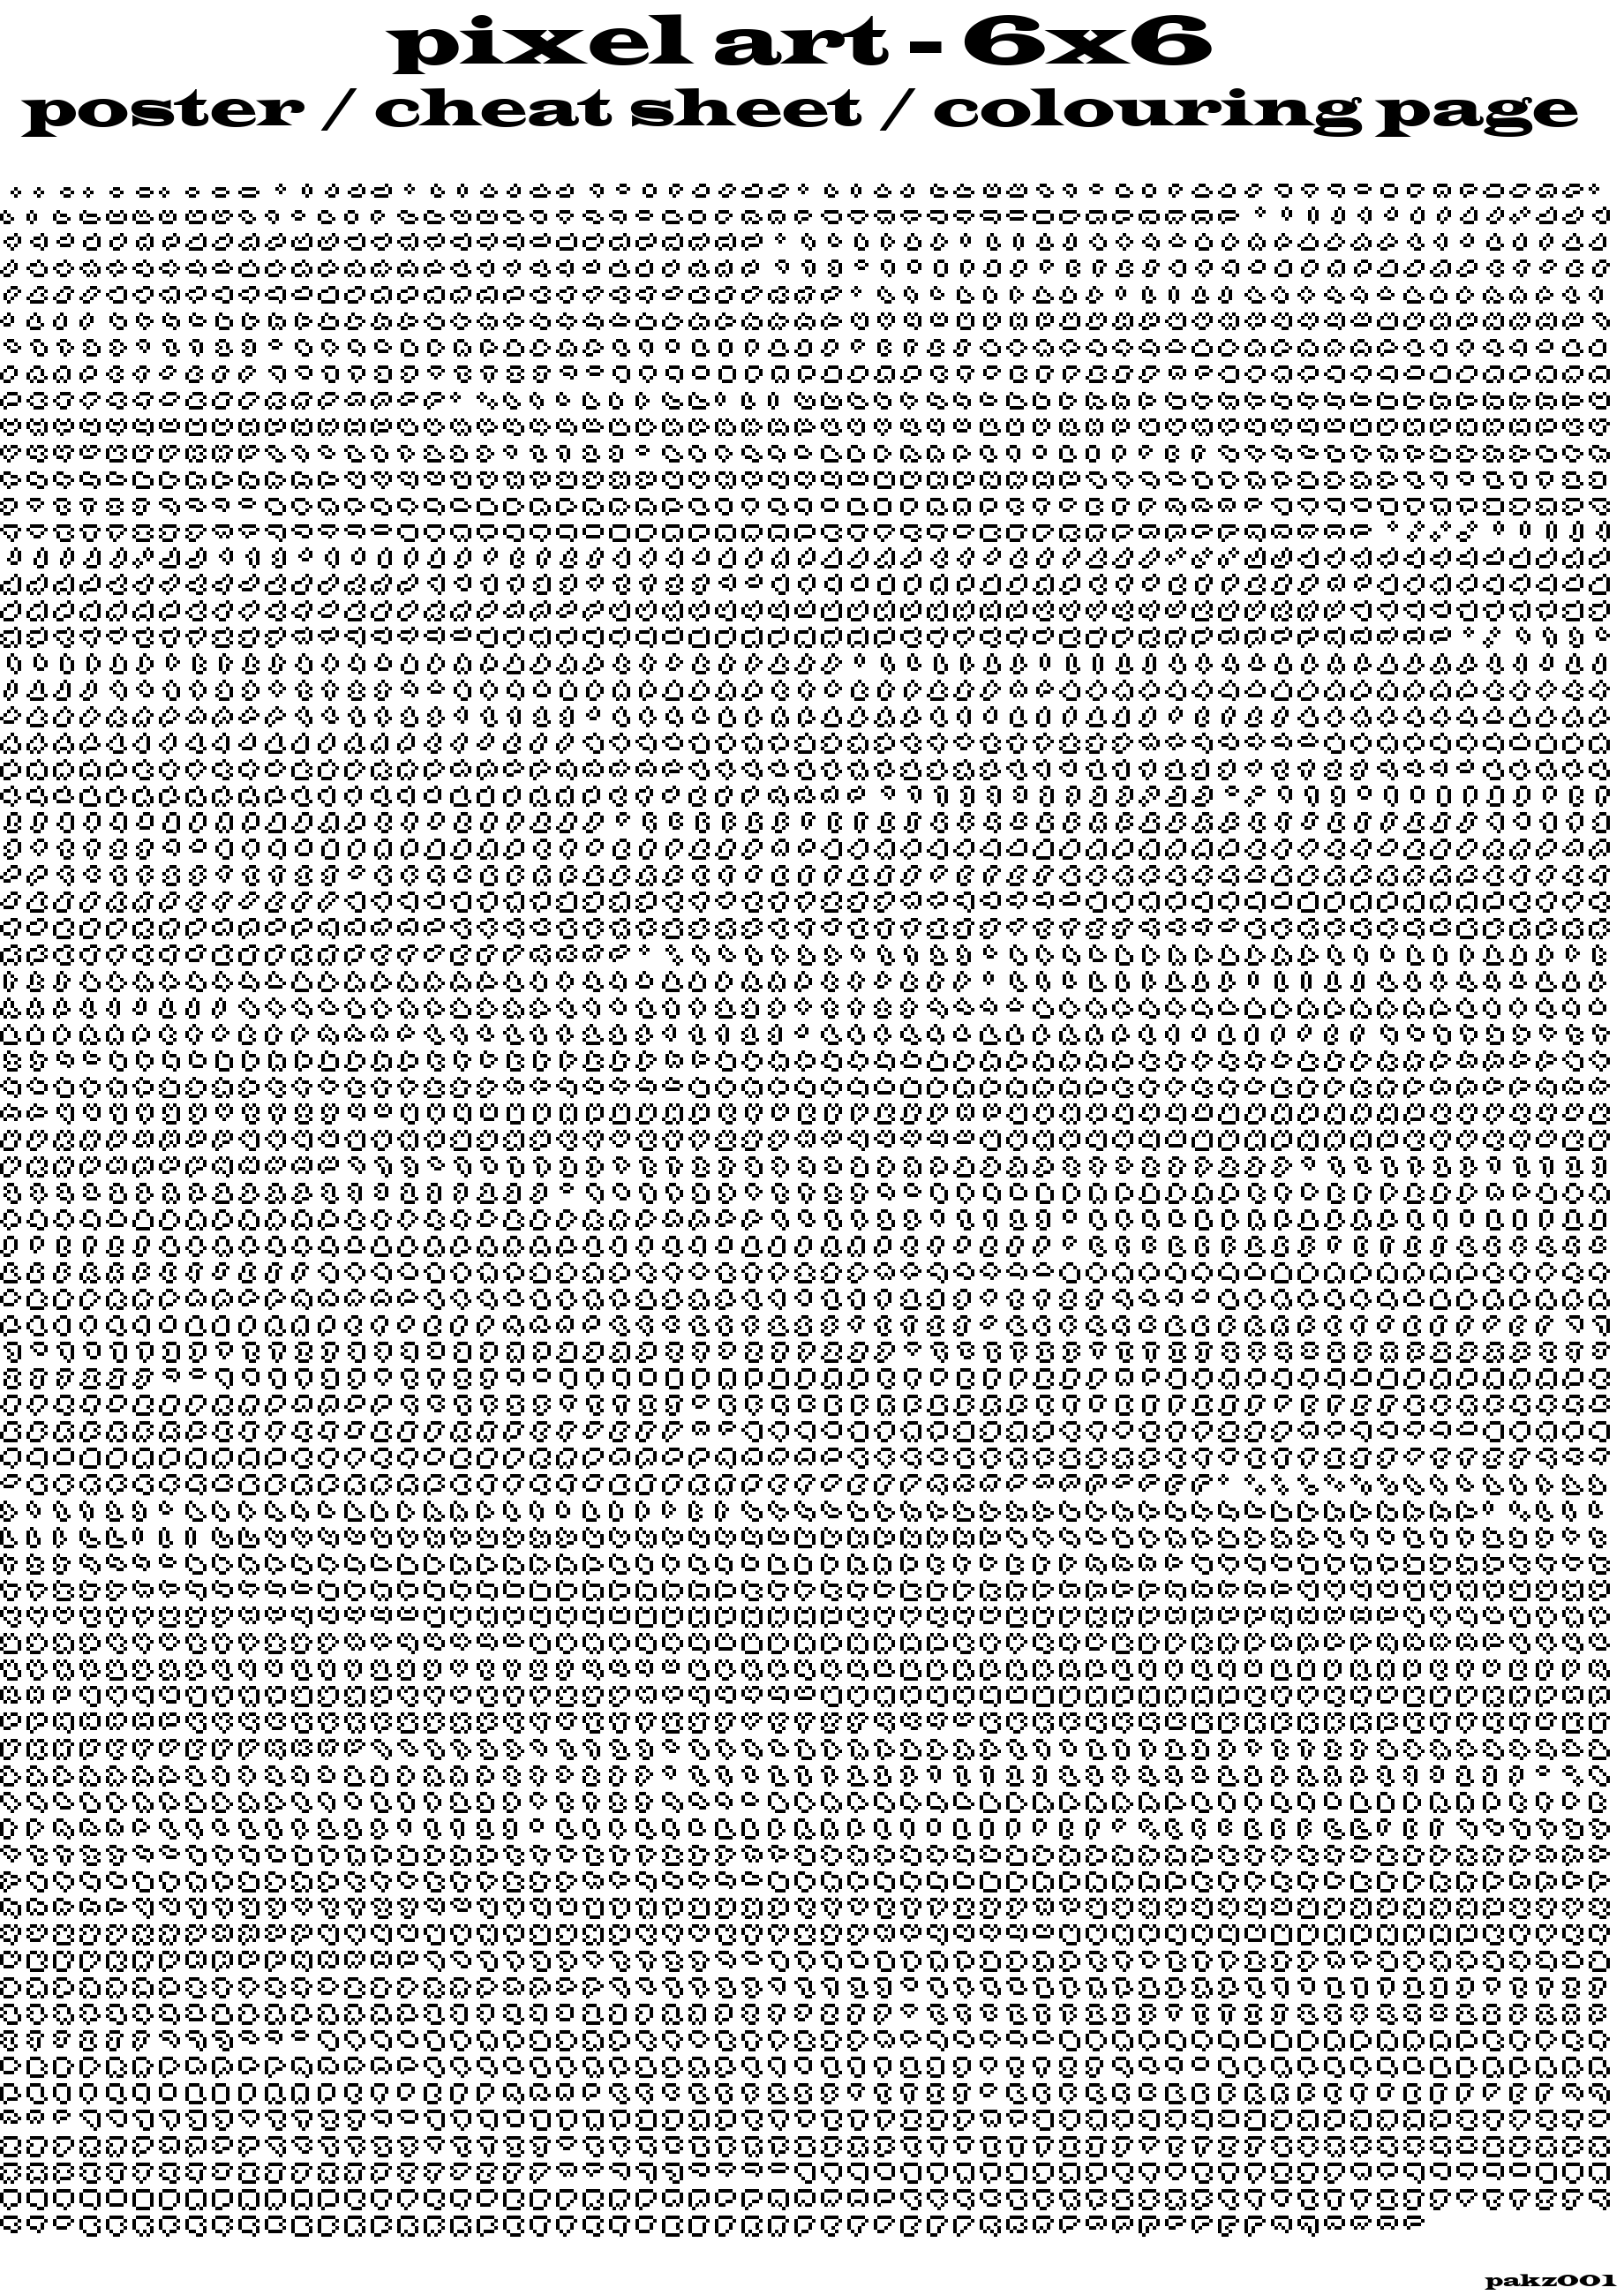 pixel art - 6x6
poster / cheat sheet / colouring page
pakz001